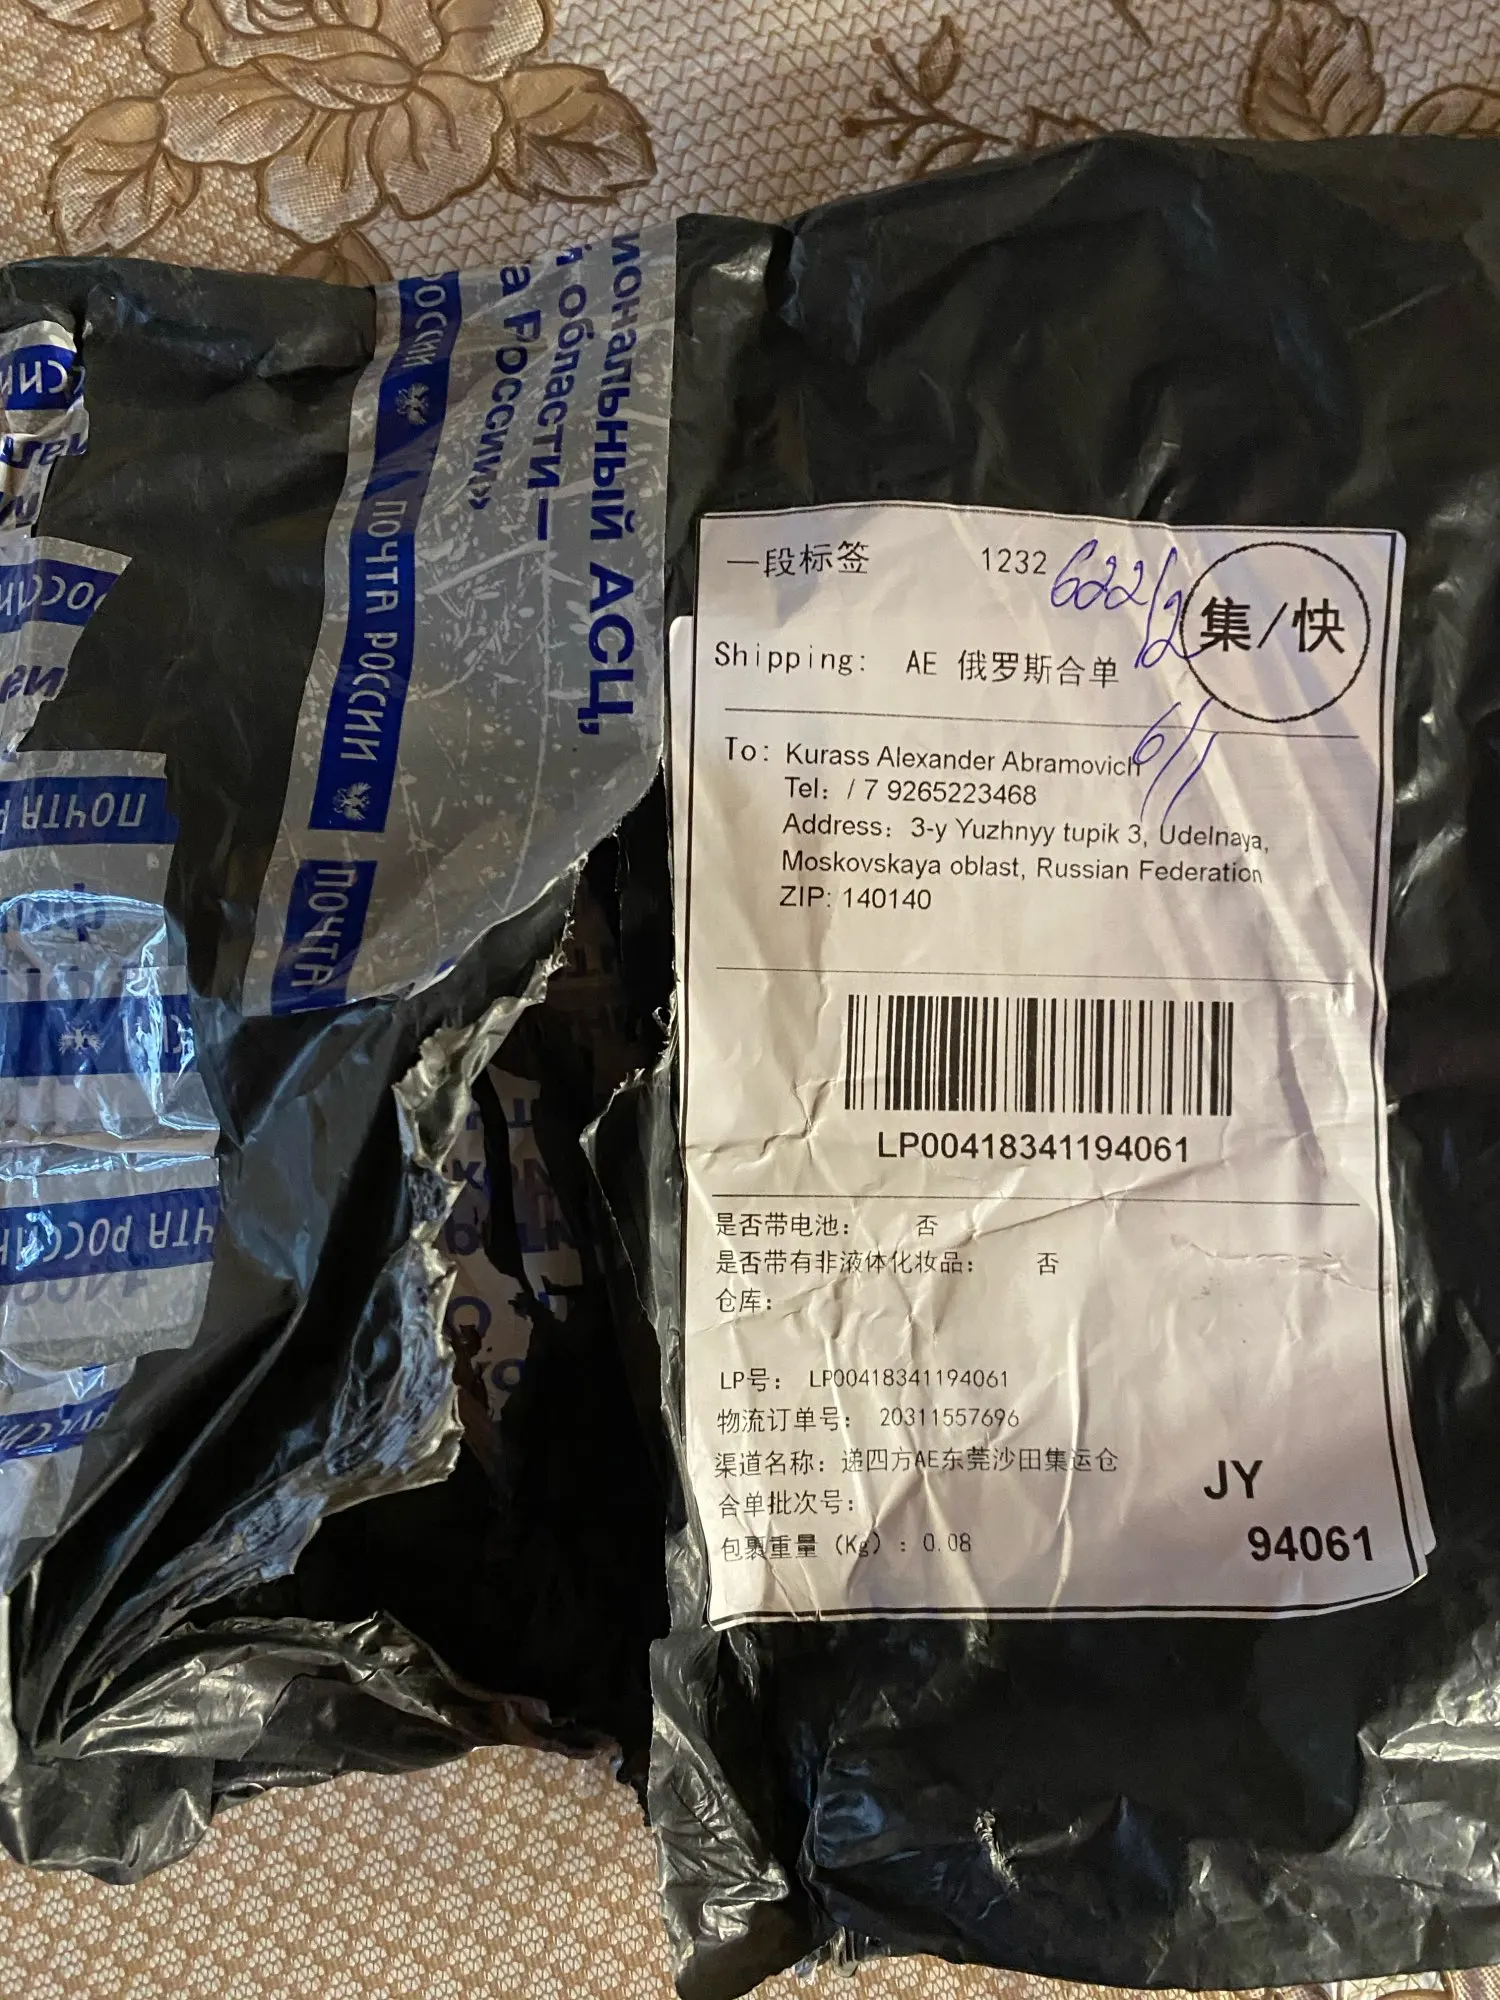 иональный АСЦ,
й области —
а России»
РОССИИ ПОЧТА РОССИИ ПОЧТА
РОССИИ
ПОЧТА Р
ЧТА РОССИ
一段标签 1232 622/2
集/快
Shipping: AE 俄罗斯合单
6/1
To: Kurass Alexander Abramovich
Tel: / 7 9265223468
Address: 3-y Yuzhnyy tupik 3, Udelnaya,
Moskovskaya oblast, Russian Federation
ZIP: 140140
LP00418341194061
是否带电池: 否
是否带有非液体化妆品: 否
仓库:
LP号: LP00418341194061
物流订单号: 20311557696
渠道名称: 递四方AE东莞沙田集运仓
合单批次号:
包裹重量 (Kg) : 0.08
JY
94061